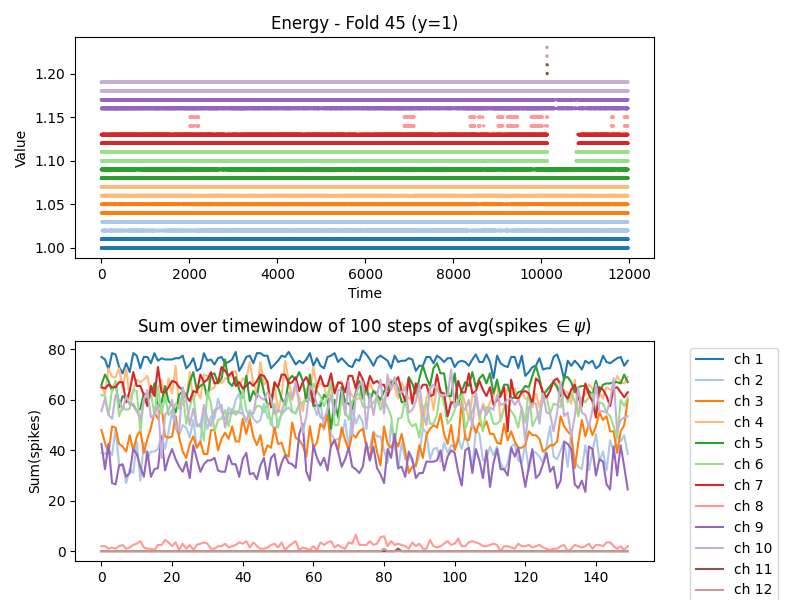 Energy - Fold 45 (y=1)
1.20
1.15
1.10
1.05
1.00
Value
0 2000 4000 6000 8000 10000 12000
Time
Sum over timewindow of 100 steps of avg(spikes ∈ ψ)
80
60
40
20
0
Sum(spikes)
0 20 40 60 80 100 120 140
ch 1
ch 2
ch 3
ch 4
ch 5
ch 6
ch 7
ch 8
ch 9
ch 10
ch 11
ch 12